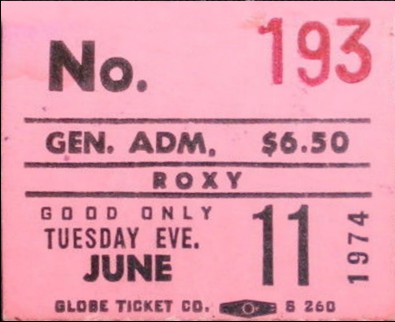 No. 193
GEN. ADM. $6.50
ROXY
GOOD ONLY
TUESDAY EVE.
JUNE 11 1974
GLOBE TICKET CO. S 260